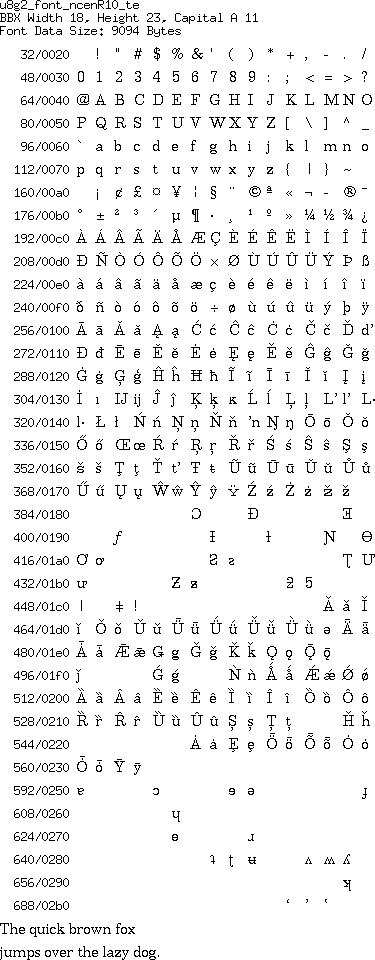 u8g2_font_ncenR10_te
BBX Width 18, Height 23, Capital A 11
Font Data Size: 9094 Bytes
32/0020 ! " # $ % & ' ( ) * + , - . /
48/0030 0 1 2 3 4 5 6 7 8 9 : ; < = > ?
64/0040 @ A B C D E F G H I J K L M N O
80/0050 P Q R S T U V W X Y Z [ \ ] ^ _
96/0060 ` a b c d e f g h i j k l m n o
112/0070 p q r s t u v w x y z { | } ~
160/00a0 ¡ ¢ £ ¤ ¥ ¦ § ¨ © ª « ¬ - ® ¯
176/00b0 ° ± ² ³ ´ µ ¶ · ¸ ¹ º » ¼ ½ ¾ ¿
192/00c0 À Á Â Ã Ä Å Æ Ç È É Ê Ë Ì Í Î Ï
208/00d0 Ð Ñ Ò Ó Ô Õ Ö × Ø Ù Ú Û Ü Ý Þ ß
224/00e0 à á â ã ä å æ ç è é ê ë ì í î ï
240/00f0 ð ñ ò ó ô õ ö ÷ ø ù ú û ü ý þ ÿ
256/0100 Ā ā Ă ă Ą ą Ć ć Ĉ ĉ Ċ ċ Č č Ď ď
272/0110 Đ đ Ē ē Ĕ ĕ Ė ė Ę ę Ě ě Ĝ ĝ Ğ ğ
288/0120 Ġ ġ Ģ ģ Ĥ ĥ Ħ ħ Ĩ ĩ Ī ī Ĭ ĭ Į į
304/0130 İ ı Ĳ ĳ Ĵ ĵ Ķ ķ ĸ Ĺ ĺ Ļ ļ Ľ ľ Ŀ
320/0140 ŀ Ł ł Ń ń Ņ ņ Ň ň ŉ Ŋ ŋ Ō ō Ŏ ŏ
336/0150 Ő ő Œ œ Ŕ ŕ Ŗ ŗ Ř ř Ś ś Ŝ ŝ Ş ş
352/0160 Š š Ţ ţ Ť ť Ŧ ŧ Ũ ũ Ū ū Ŭ ŭ Ů ů
368/0170 Ű ű Ų ų Ŵ ŵ Ŷ ŷ Ÿ Ź ź Ż ż Ž ž
384/0180 Ɔ Ɖ Ǝ
400/0190 ƒ Ɨ ƚ Ɲ Ɵ
416/01a0 Ơ ơ Ƨ ƨ Ʈ Ư
432/01b0 ư Ƶ ƶ ƻ Ƽ
448/01c0 ǀ ǂ ǃ Ǎ ǎ Ǐ
464/01d0 ǐ Ǒ ǒ Ǔ ǔ Ǖ ǖ Ǘ ǘ Ǚ ǚ Ǜ ǜ ǝ Ǟ ǟ
480/01e0 Ǡ ǡ Ǣ ǣ Ǥ ǥ Ǧ ǧ Ǩ ǩ Ǫ ǫ Ǭ ǭ
496/01f0 ǰ Ǵ ǵ Ǹ ǹ Ǻ ǻ Ǽ ǽ Ǿ ǿ
512/0200 Ȁ ȁ Ȃ ȃ Ȅ ȅ Ȇ ȇ Ȉ ȉ Ȋ ȋ Ȍ ȍ Ȏ ȏ
528/0210 Ȑ ȑ Ȓ ȓ Ȕ ȕ Ȗ ȗ Ș ș Ț ț Ȟ ȟ
544/0220 Ȧ ȧ Ȩ ȩ Ȫ ȫ Ȭ ȭ Ȯ ȯ
560/0230 Ȱ ȱ Ȳ ȳ
592/0250 ɐ ɔ ɘ ə ɟ
608/0260 ɥ
624/0270 ɵ ɹ
640/0280 ʇ ʈ ʉ ʌ ʍ ʎ
656/0290 ʞ
688/02b0 ʻ ʼ ʽ
The quick brown fox
jumps over the lazy dog.